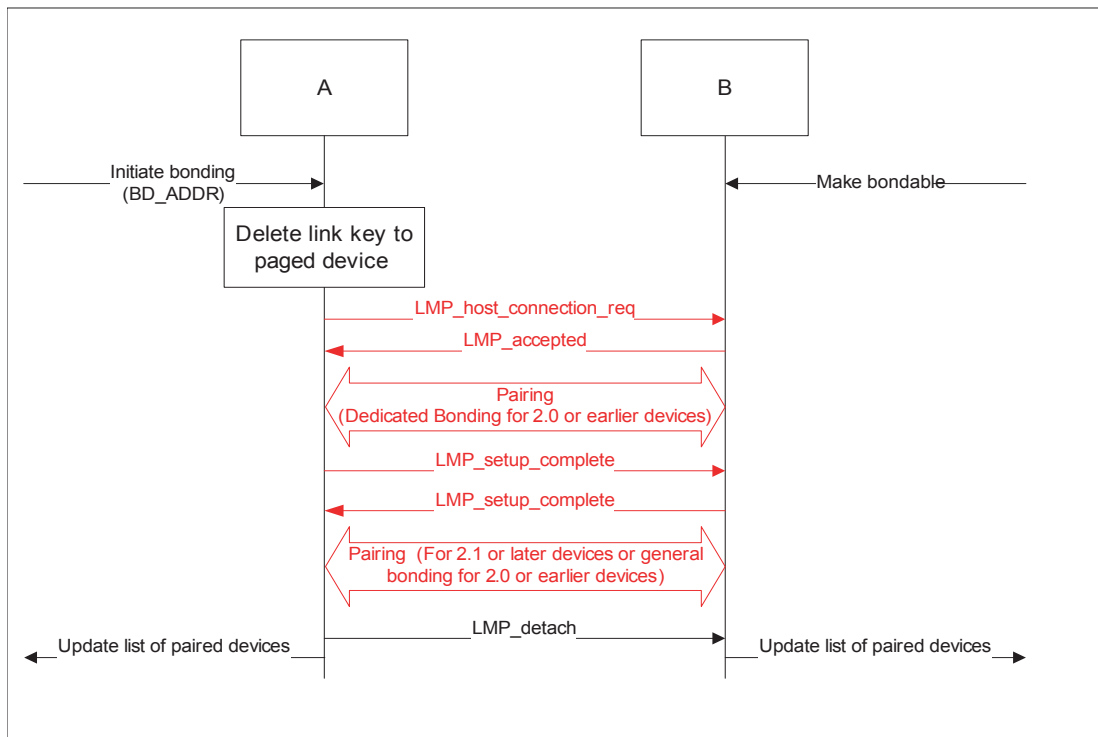 A
B
Initiate bonding
(BD_ADDR)
Make bondable
Delete link key to
paged device
LMP_host_connection_req
LMP_accepted
Pairing
(Dedicated Bonding for 2.0 or earlier devices)
LMP_setup_complete
LMP_setup_complete
Pairing (For 2.1 or later devices or general
bonding for 2.0 or earlier devices)
LMP_detach
Update list of paired devices
Update list of paired devices